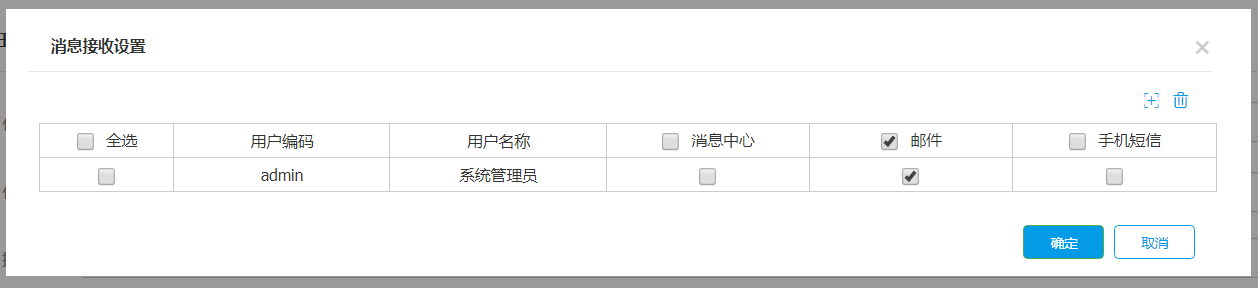 消息接收设置
全选 用户编码 用户名称 消息中心 邮件 手机短信
admin 系统管理员
确定 取消